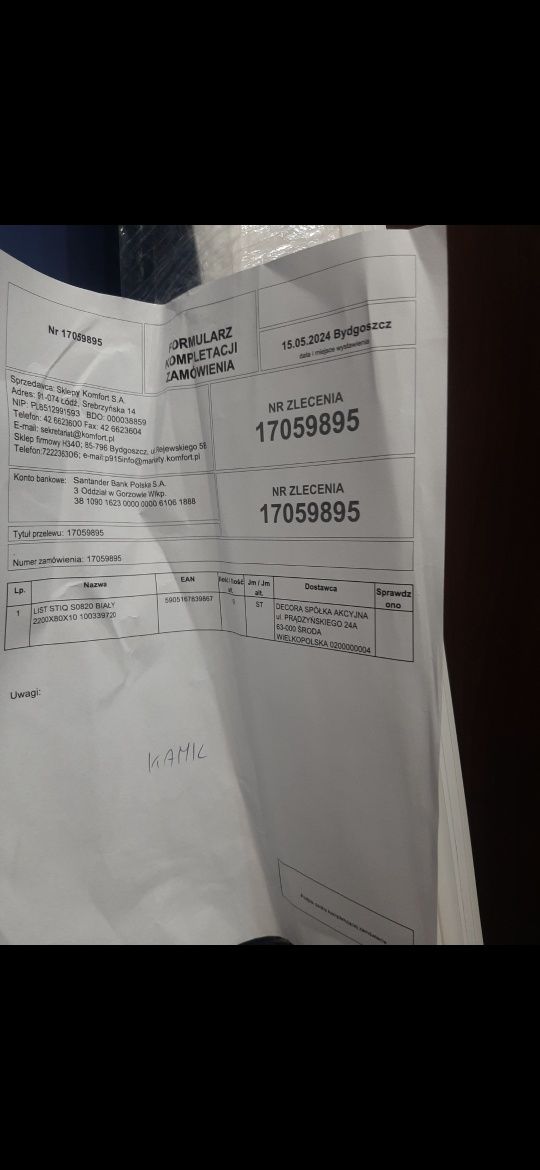 Nr 17059895
FORMULARZ
KOMPLETACJI
ZAMÓWIENIA
15.05.2024 Bydgoszcz
data i miejsce wystawienia
Sprzedawca: Sklepy Komfort S.A.
Adres: 91-074 Łódź, Srebrzyńska 14
NIP: PL8512991593 BDO: 000038859
Telefon: 42 6623600 Fax: 42 6623604
E-mail: sekretariat@komfort.pl
Sklep firmowy H340; 85-796 Bydgoszcz, ul.Rejewskiego 5B
Telefon:722236306; e-mail:p915info@markety.komfort.pl
NR ZLECENIA
17059895
Konto bankowe: Santander Bank Polska S.A.
3 Oddział w Gorzowie Wlkp.
38 1090 1623 0000 0000 6106 1888
NR ZLECENIA
17059895
Tytuł przelewu: 17059895
Numer zamówienia: 17059895
Lp. Nazwa EAN Jm / Jm alt. Dostawca Sprawdz ono
1 LIST STIQ S0820 BIAŁY 5905167839867 ST DECORA SPÓŁKA AKCYJNA
2200X80X10 100339720 ul. PRĄDZYŃSKIEGO 24A
63-000 ŚRODA
WIELKOPOLSKA 0200000004
Uwagi:
KAMIL